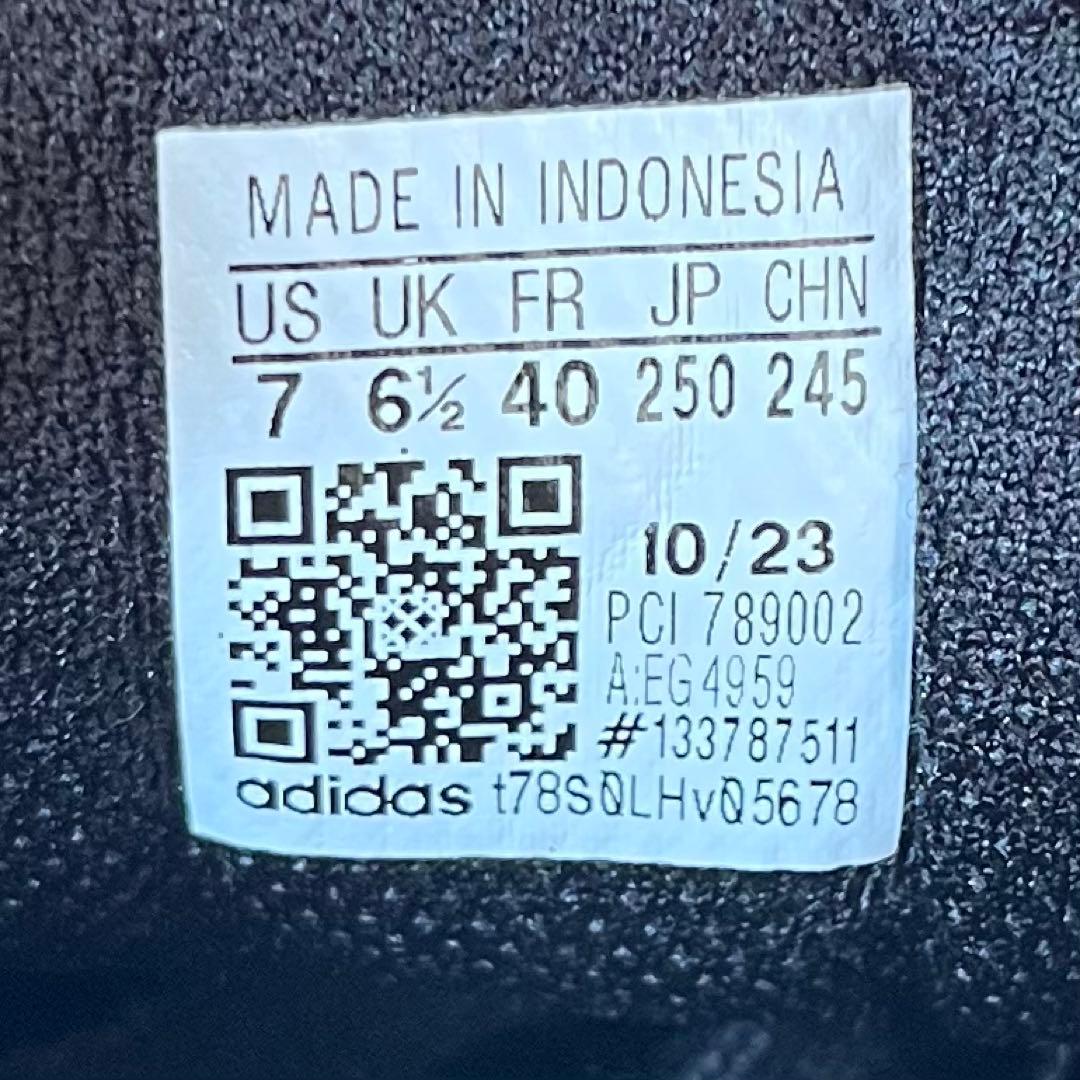 MADE IN INDONESIA
US UK FR JP CHN
7 6½ 40 250 245
10/23
PCI 789002
A:EG4959
#133787511
adidas t78S0LHv05678